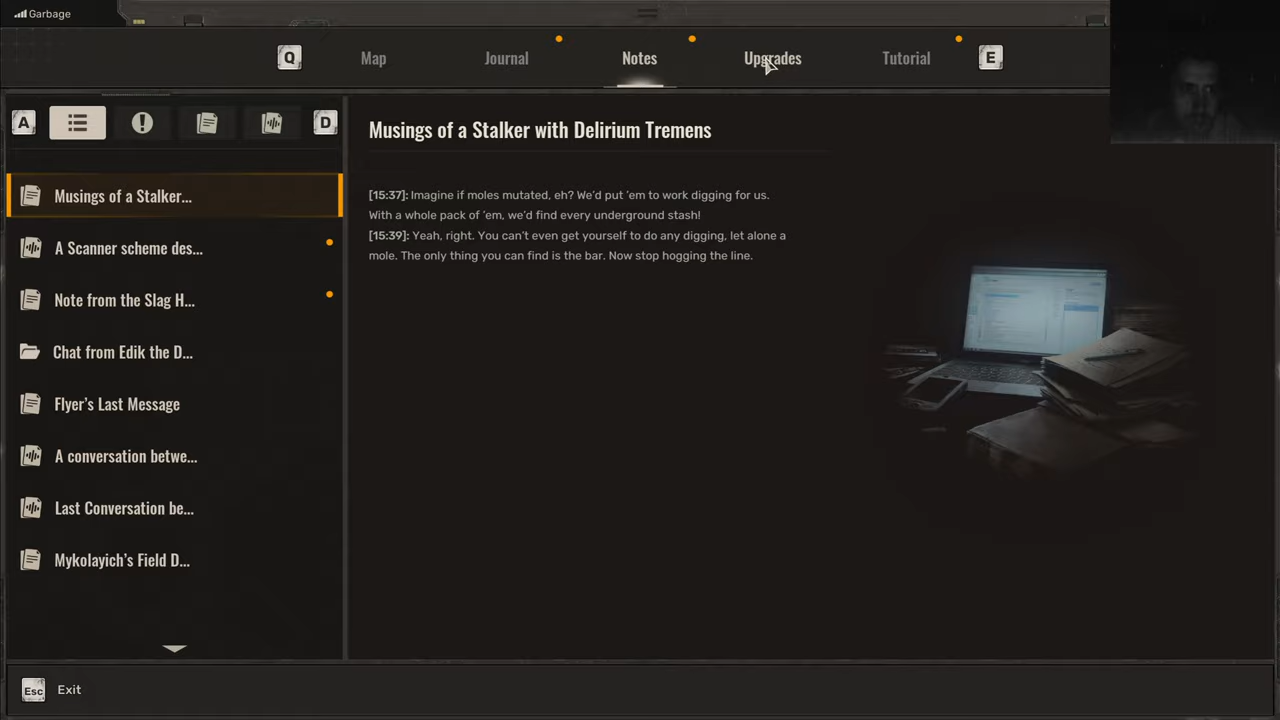 Garbage
Q Map Journal Notes Upgrades Tutorial E
A D
Musings of a Stalker with Delirium Tremens
[15:37]: Imagine if moles mutated, eh? We'd put 'em to work digging for us.
With a whole pack of 'em, we'd find every underground stash!
[15:39]: Yeah, right. You can't even get yourself to do any digging, let alone a
mole. The only thing you can find is the bar. Now stop hogging the line.
Musings of a Stalker...
A Scanner scheme des...
Note from the Slag H...
Chat from Edik the D...
Flyer's Last Message
A conversation betwe...
Last Conversation be...
Mykolayich's Field D...
Esc Exit